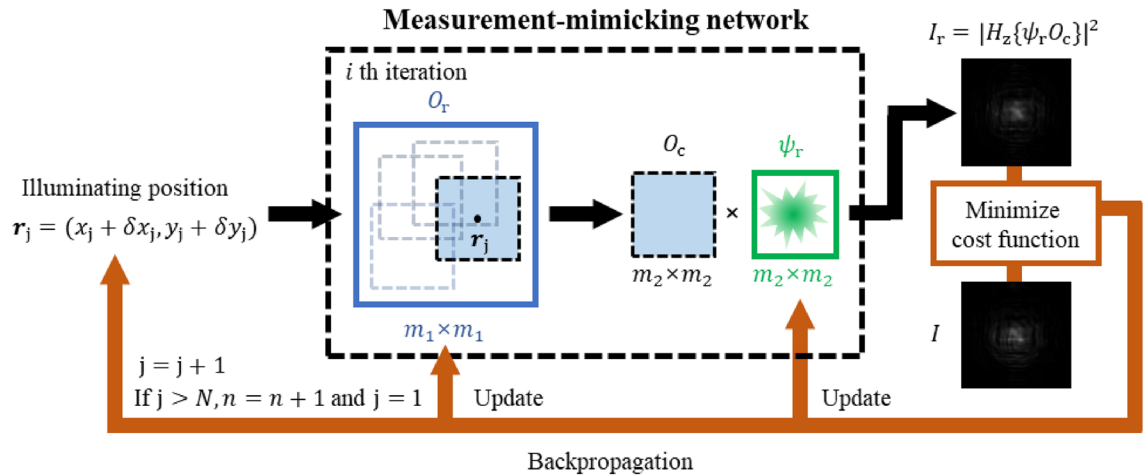 Measurement-mimicking network
I_r = |H_z{ψ_r O_c}|²
i th iteration
O_r
O_c
ψ_r
Illuminating position
r_j = (x_j + δx_j, y_j + δy_j)
r_j
×
Minimize
cost function
m_2×m_2
m_2×m_2
m_1×m_1
I
j = j + 1
If j > N, n = n + 1 and j = 1
Update
Update
Backpropagation